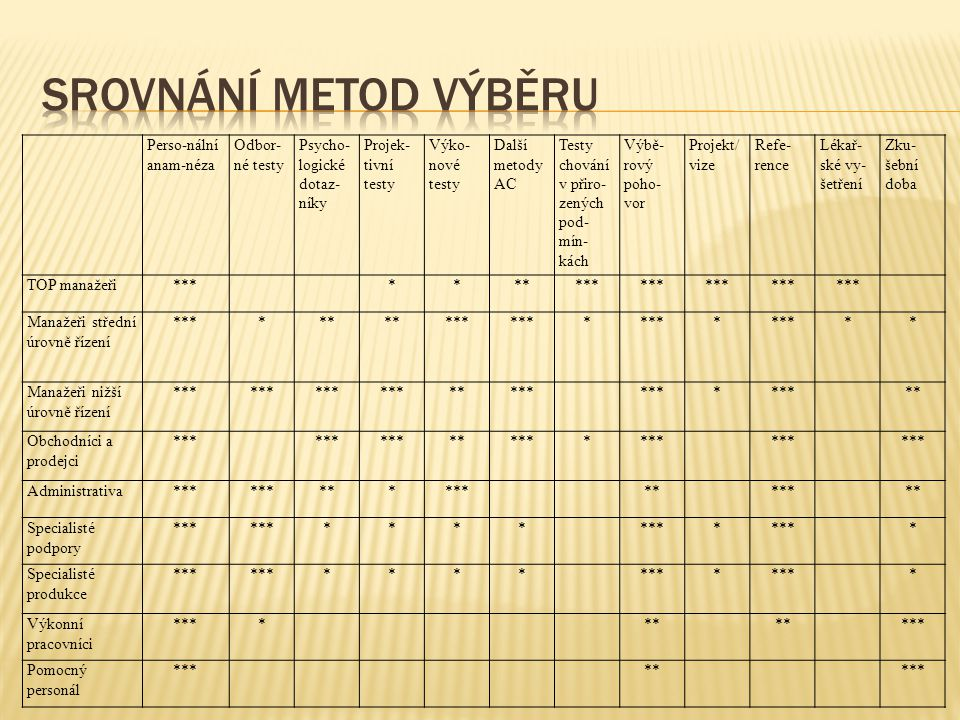 SROVNÁNÍ METOD VÝBĚRU
Perso-nální anam-néza | Odbor-né testy | Psycho-logické dotaz-níky | Projek-tivní testy | Výko-nové testy | Další metody AC | Testy chování v přiro-zených pod-mín-kách | Výbě-rový poho-vor | Projekt/ vize | Refe-rence | Lékař-ské vy-šetření | Zku-šební doba
TOP manažeři | *** | | | * | * | ** | *** | *** | *** | *** | *** |
Manažeři střední úrovně řízení | *** | * | ** | ** | *** | *** | * | *** | * | *** | * | *
Manažeři nižší úrovně řízení | *** | *** | *** | *** | ** | *** | | *** | * | *** | | **
Obchodníci a prodejci | *** | | *** | *** | ** | *** | * | *** | | *** | | ***
Administrativa | *** | *** | ** | * | *** | | | ** | | *** | | **
Specialisté podpory | *** | *** | * | * | * | * | | *** | * | *** | | *
Specialisté produkce | *** | *** | * | * | * | * | | *** | * | *** | | *
Výkonní pracovníci | *** | * | | | | | | ** | | ** | | ***
Pomocný personál | *** | | | | | | | ** | | | | ***